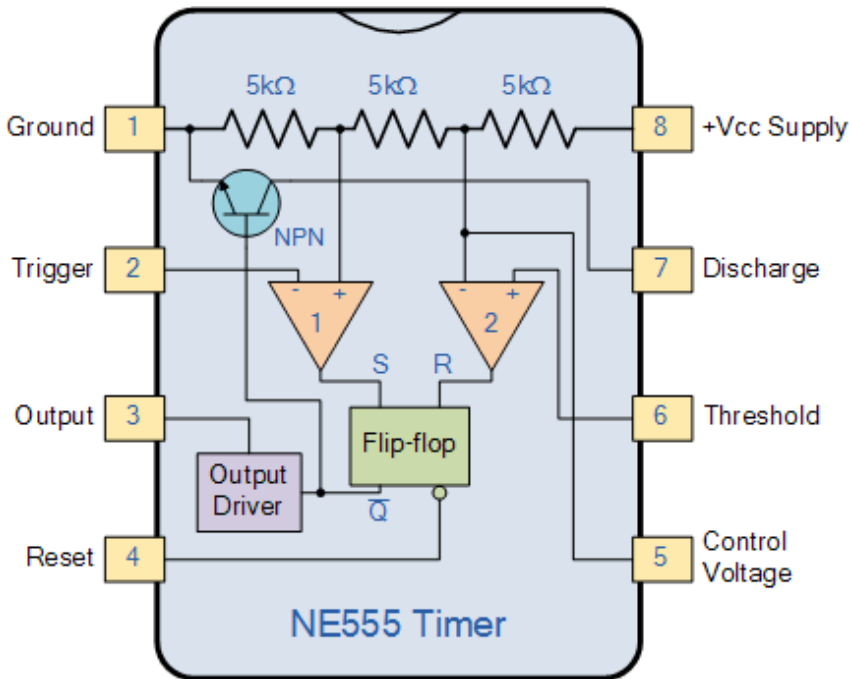 5kΩ 5kΩ 5kΩ
Ground 1
8 +Vcc Supply
NPN
Trigger 2
7 Discharge
- +
- +
1
2
S R
Output 3
6 Threshold
Flip-flop
Output
Driver
Q̅
Reset 4
5 Control
Voltage
NE555 Timer